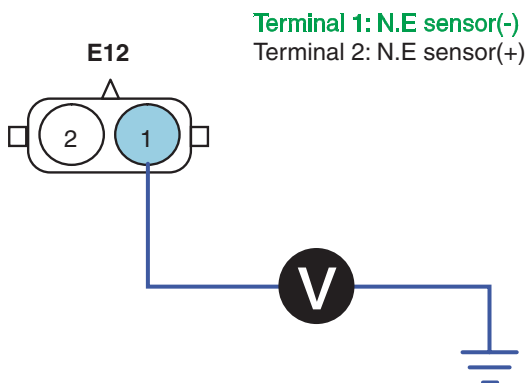 Terminal 1: N.E sensor(-)
Terminal 2: N.E sensor(+)
E12
2
1
V